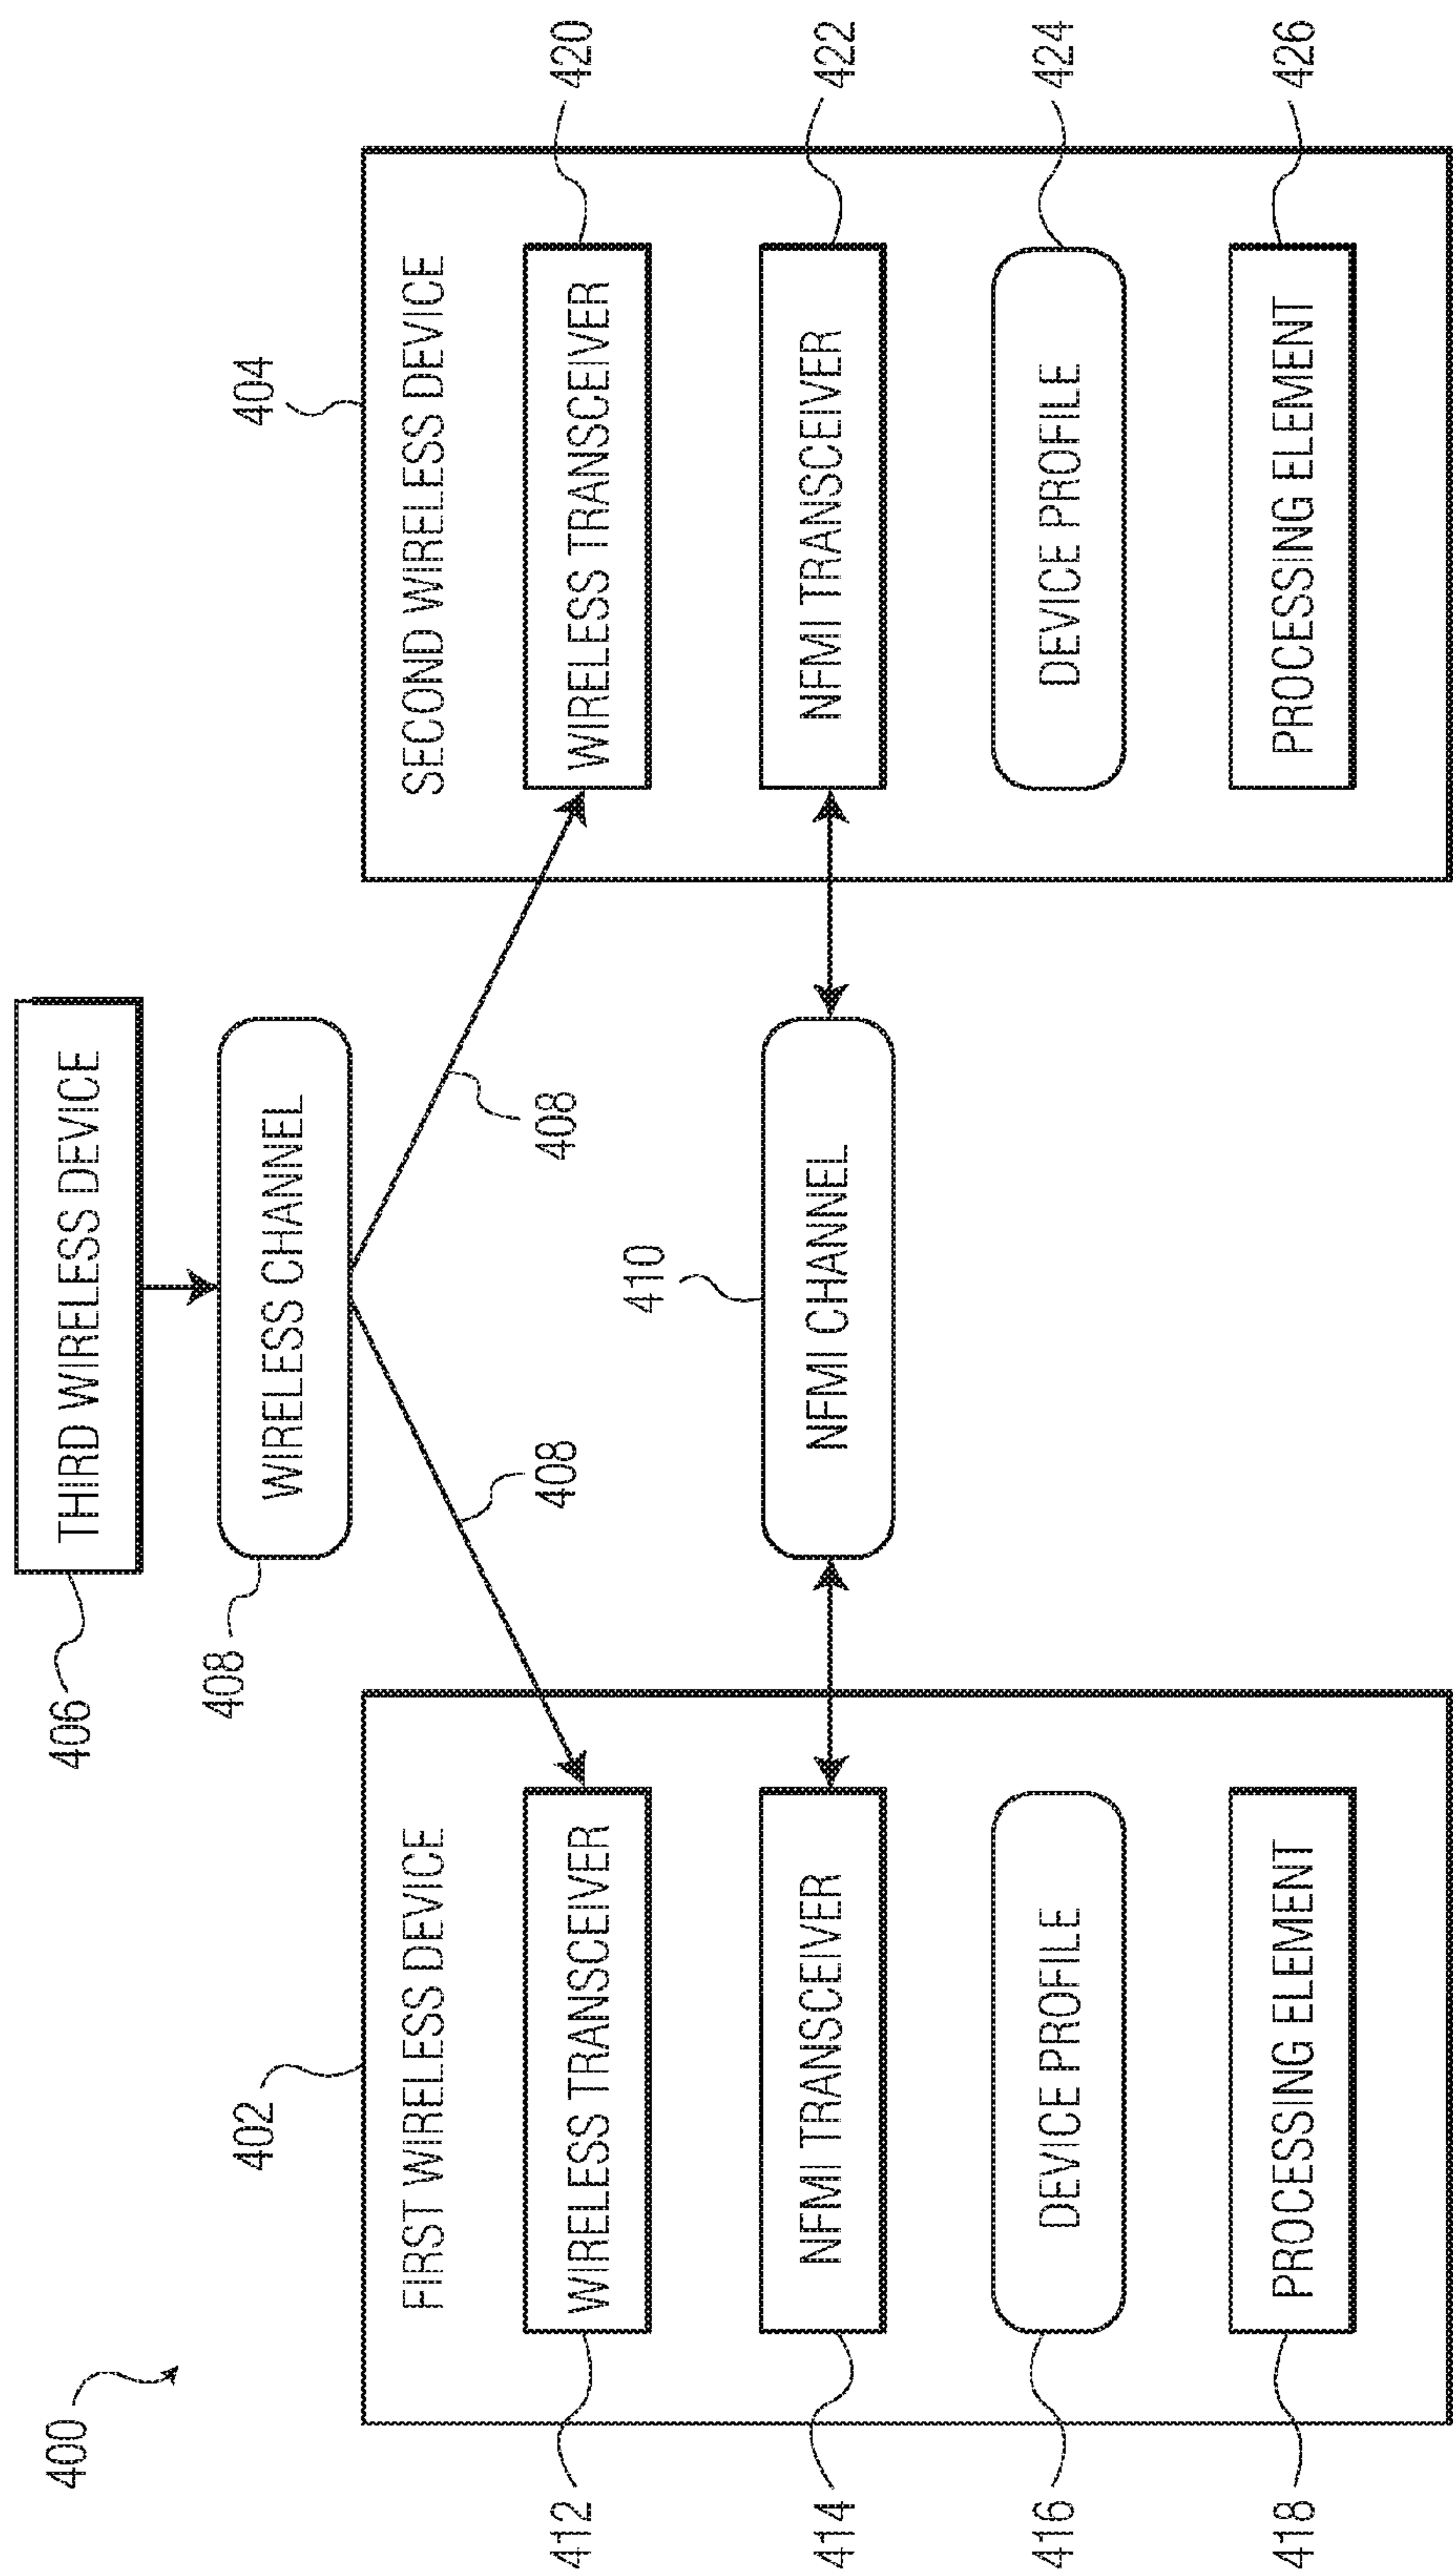 400
406
THIRD WIRELESS DEVICE
408
WIRELESS CHANNEL
402
404
408
408
FIRST WIRELESS DEVICE
412
WIRELESS TRANSCEIVER
414
NFMI TRANSCEIVER
416
DEVICE PROFILE
418
PROCESSING ELEMENT
410
NFMI CHANNEL
SECOND WIRELESS DEVICE
WIRELESS TRANSCEIVER
420
NFMI TRANSCEIVER
422
DEVICE PROFILE
424
PROCESSING ELEMENT
426